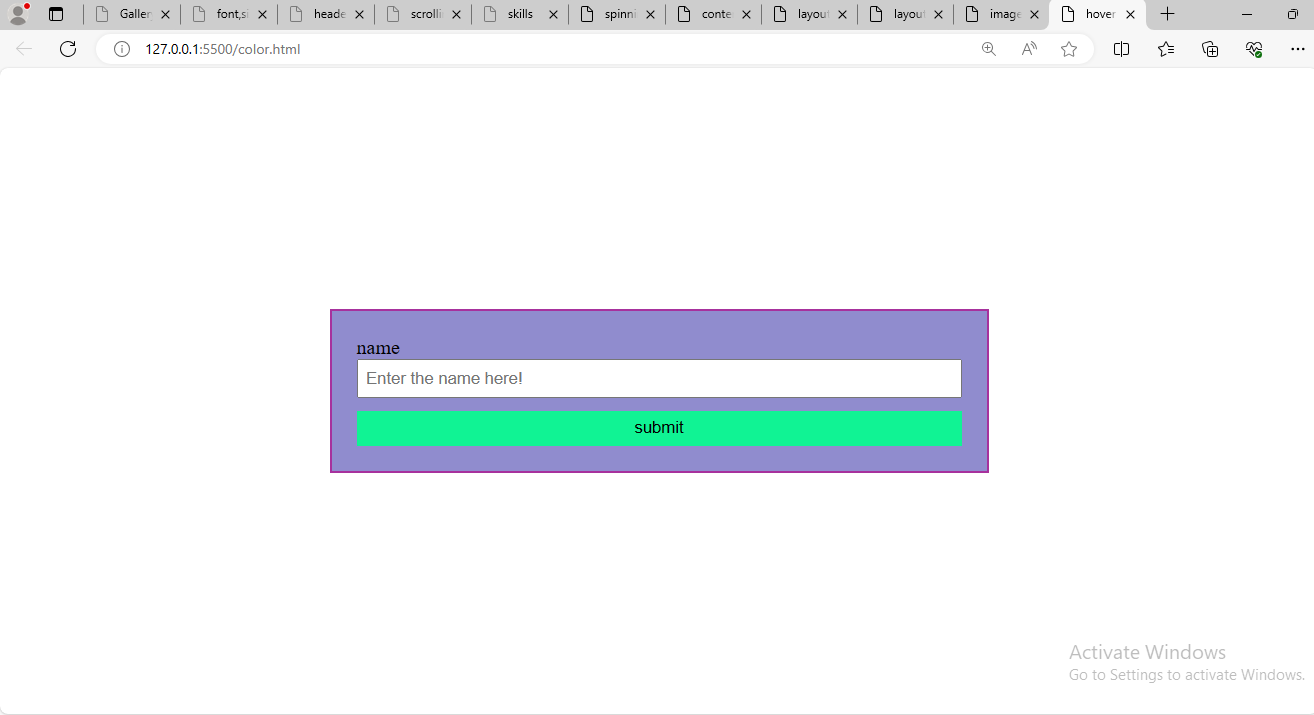 Galler
font,si
heade
scrolli
skills
spinni
conte
layout
layout
image
hover
127.0.0.1:5500/color.html
name
Enter the name here!
submit
Activate Windows
Go to Settings to activate Windows.